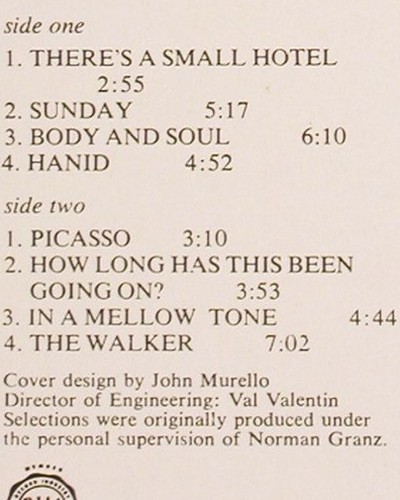 side one
1. THERE'S A SMALL HOTEL
2:55
2. SUNDAY 5:17
3. BODY AND SOUL 6:10
4. HANID 4:52
side two
1. PICASSO 3:10
2. HOW LONG HAS THIS BEEN
GOING ON? 3:53
3. IN A MELLOW TONE 4:44
4. THE WALKER 7:02
Cover design by John Murello
Director of Engineering: Val Valentin
Selections were originally produced under
the personal supervision of Norman Granz.
MEMBER